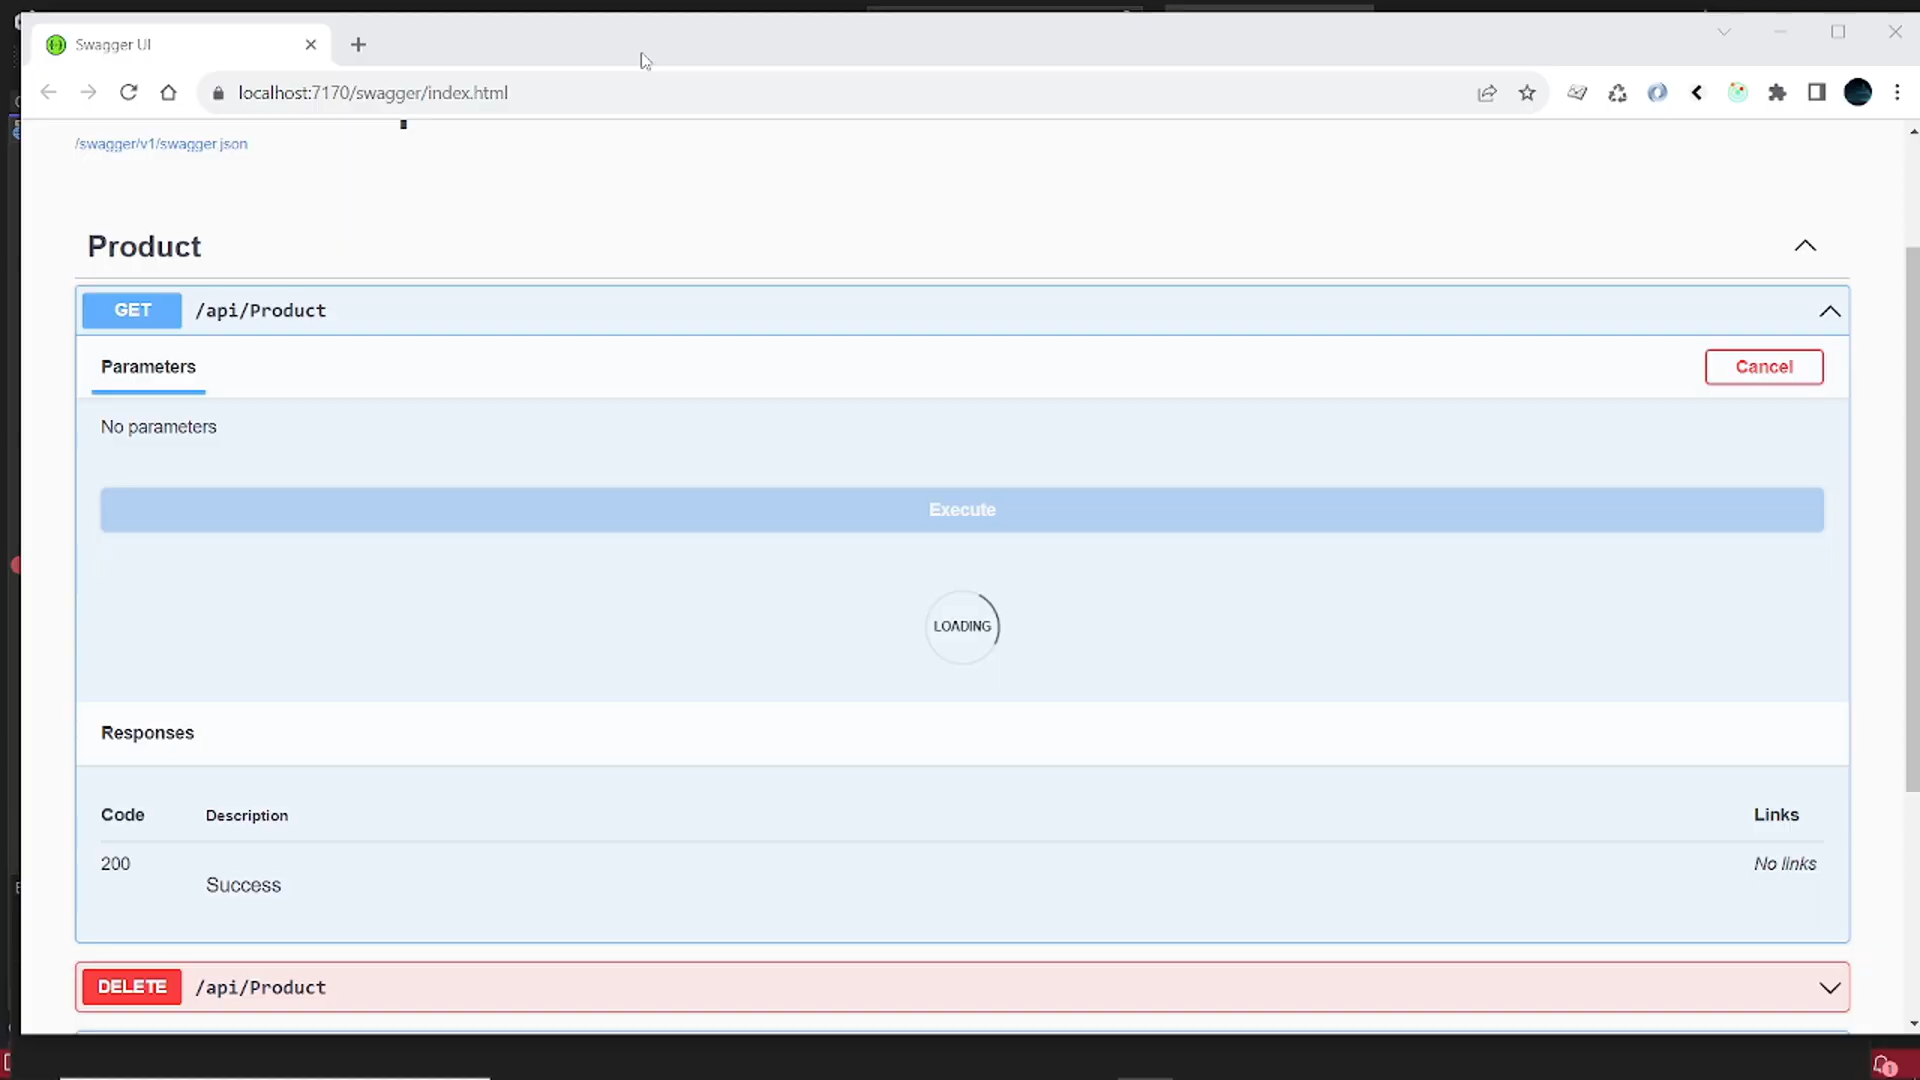 Swagger UI
localhost:7170/swagger/index.html
/swagger/v1/swagger.json
Product
GET /api/Product
Parameters
Cancel
No parameters
Execute
LOADING
Responses
Code Description Links
200 Success No links
DELETE /api/Product
1